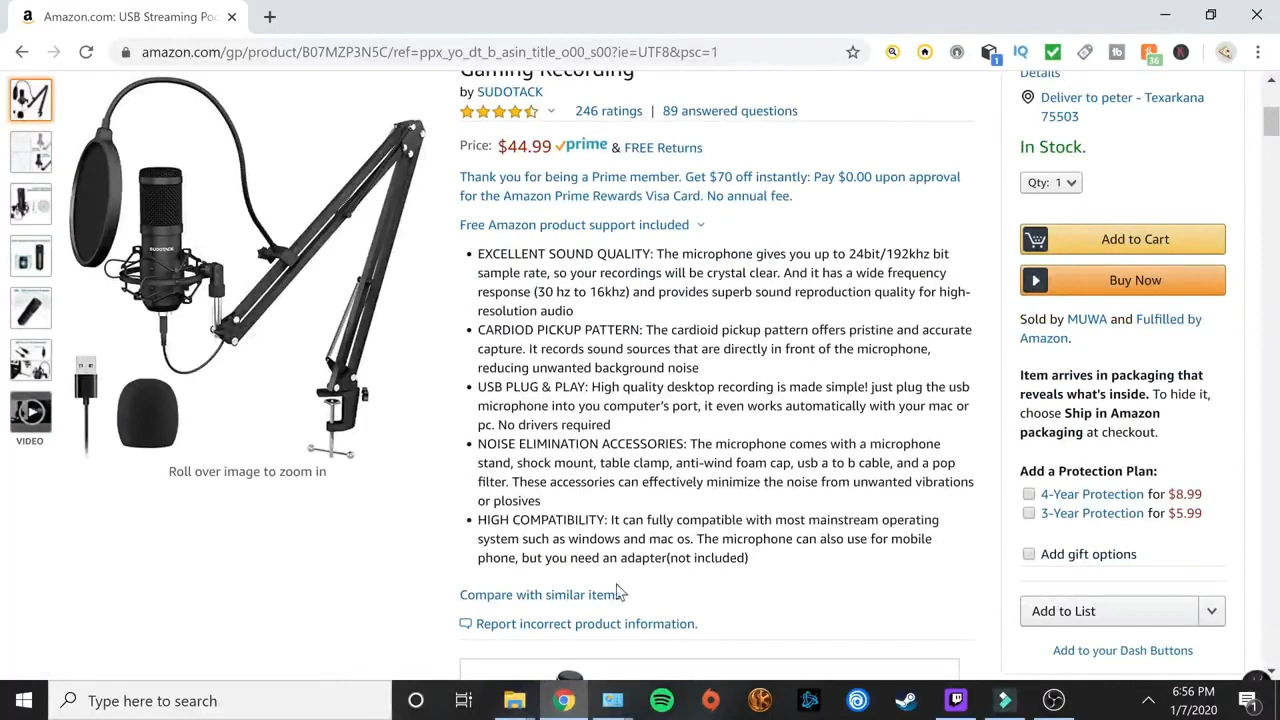 Amazon.com: USB Streaming Po
amazon.com/gp/product/B07MZP3N5C/ref=ppx_yo_dt_b_asin_title_o00_s00?ie=UTF8&psc=1
1
IQ
36
K
Gaming Recording
by SUDOTACK
246 ratings | 89 answered questions
Price: $44.99 prime & FREE Returns
Thank you for being a Prime member. Get $70 off instantly: Pay $0.00 upon approval
for the Amazon Prime Rewards Visa Card. No annual fee.
Free Amazon product support included
• EXCELLENT SOUND QUALITY: The microphone gives you up to 24bit/192khz bit
sample rate, so your recordings will be crystal clear. And it has a wide frequency
response (30 hz to 16khz) and provides superb sound reproduction quality for high-
resolution audio
• CARDIOD PICKUP PATTERN: The cardioid pickup pattern offers pristine and accurate
capture. It records sound sources that are directly in front of the microphone,
reducing unwanted background noise
• USB PLUG & PLAY: High quality desktop recording is made simple! just plug the usb
microphone into you computer's port, it even works automatically with your mac or
pc. No drivers required
• NOISE ELIMINATION ACCESSORIES: The microphone comes with a microphone
stand, shock mount, table clamp, anti-wind foam cap, usb a to b cable, and a pop
filter. These accessories can effectively minimize the noise from unwanted vibrations
or plosives
• HIGH COMPATIBILITY: It can fully compatible with most mainstream operating
system such as windows and mac os. The microphone can also use for mobile
phone, but you need an adapter(not included)
Compare with similar items
Report incorrect product information.
SUDOTACK
VIDEO
Roll over image to zoom in
Details
Deliver to peter - Texarkana
75503
In Stock.
Qty: 1
Add to Cart
Buy Now
Sold by MUWA and Fulfilled by
Amazon.
Item arrives in packaging that
reveals what's inside. To hide it,
choose Ship in Amazon
packaging at checkout.
Add a Protection Plan:
4-Year Protection for $8.99
3-Year Protection for $5.99
Add gift options
Add to List
Add to your Dash Buttons
Type here to search
6:56 PM
1/7/2020
1